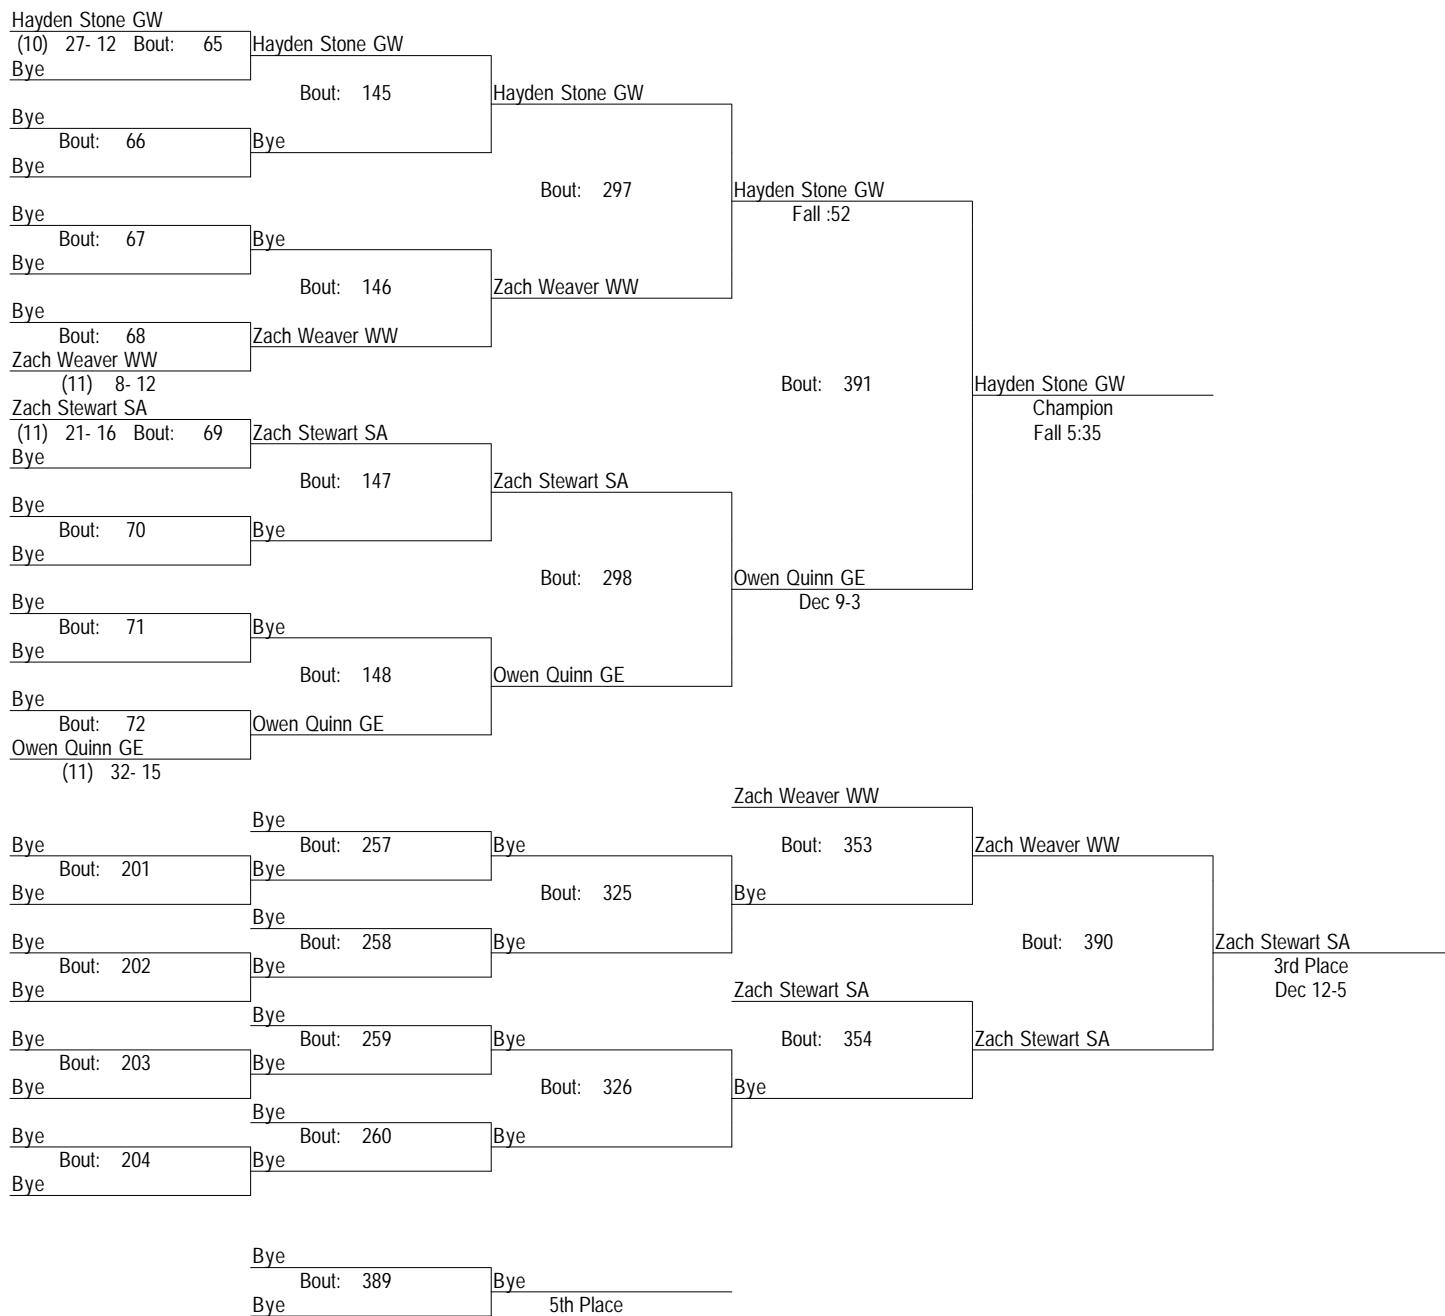 Hayden Stone GW
(10) 27- 12 Bout: 65 Hayden Stone GW
Bye
Bout: 145 Hayden Stone GW
Bye
Bout: 66 Bye
Bye
Bout: 297 Hayden Stone GW
Bye Fall :52
Bout: 67 Bye
Bye
Bout: 146 Zach Weaver WW
Bye
Bout: 68 Zach Weaver WW
Zach Weaver WW
(11) 8- 12 Bout: 391 Hayden Stone GW
Zach Stewart SA Champion
(11) 21- 16 Bout: 69 Zach Stewart SA Fall 5:35
Bye
Bout: 147 Zach Stewart SA
Bye
Bout: 70 Bye
Bye
Bout: 298 Owen Quinn GE
Bye Dec 9-3
Bout: 71 Bye
Bye
Bout: 148 Owen Quinn GE
Bye
Bout: 72 Owen Quinn GE
Owen Quinn GE
(11) 32- 15
Zach Weaver WW
Bye
Bye Bout: 257 Bye Bout: 353 Zach Weaver WW
Bout: 201 Bye
Bye Bout: 325 Bye
Bye
Bye Bout: 258 Bye Bout: 390 Zach Stewart SA
Bout: 202 Bye 3rd Place
Bye Zach Stewart SA Dec 12-5
Bye
Bye Bout: 259 Bye Bout: 354 Zach Stewart SA
Bout: 203 Bye
Bye Bout: 326 Bye
Bye
Bye Bout: 260 Bye
Bout: 204 Bye
Bye
Bye
Bout: 389 Bye
Bye 5th Place